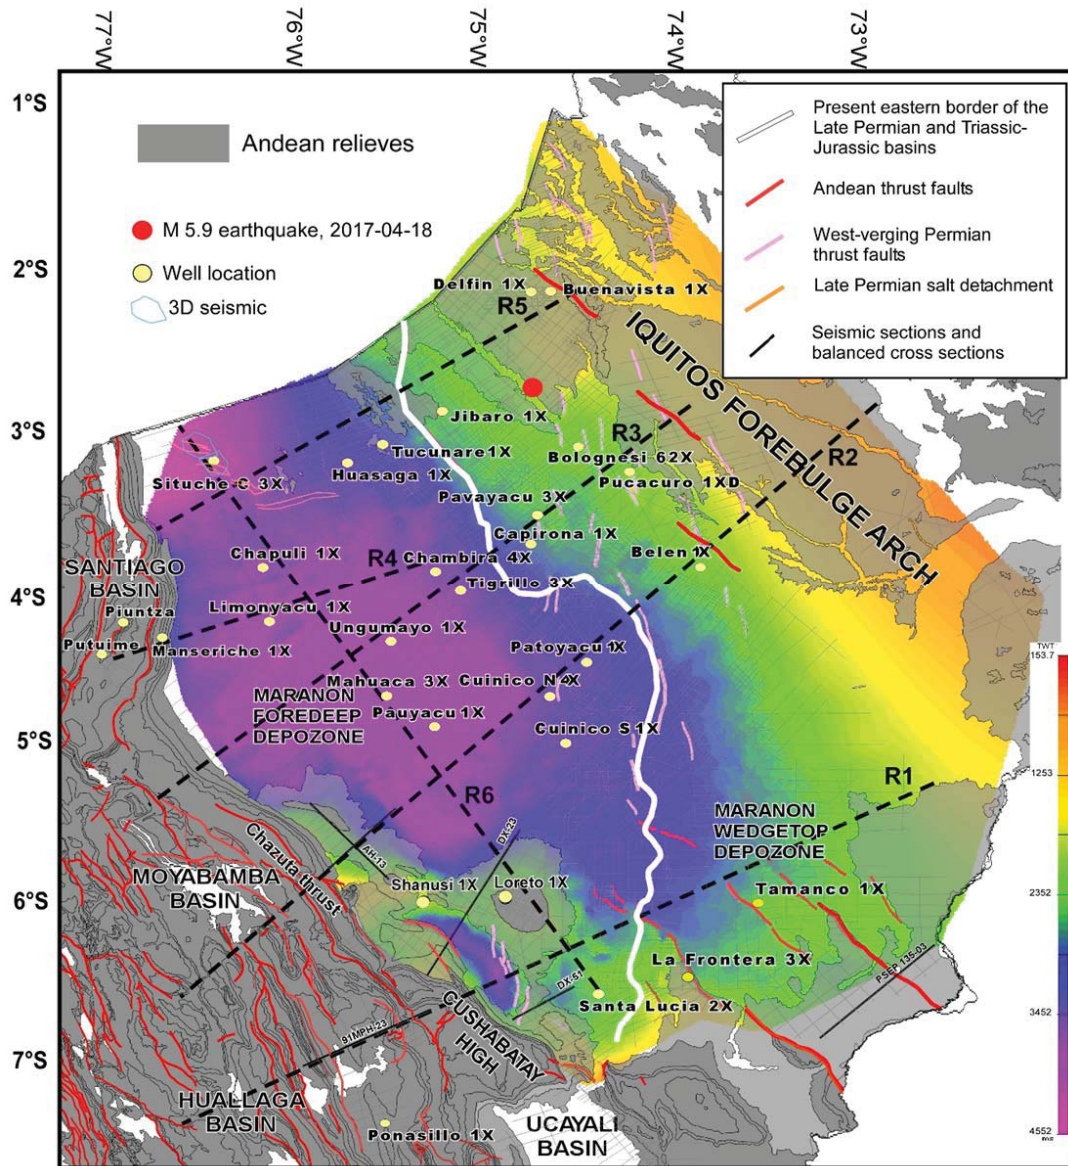 77°W
76°W
75°W
74°W
73°W
1°S
2°S
3°S
4°S
5°S
6°S
7°S
Andean relieves
M 5.9 earthquake, 2017-04-18
Well location
3D seismic
Present eastern border of the
Late Permian and Triassic-
Jurassic basins
Andean thrust faults
West-verging Permian
thrust faults
Late Permian salt detachment
Seismic sections and
balanced cross sections
Delfin 1X
Buenavista 1X
R5
IQUITOS FOREBULGE ARCH
Jibaro 1X
R3
R2
Tucunare1X
Bolognesi 62X
Huasaga 1X
Pucacuro 1XD
Situche C 3X
Pavayacu 3X
Capirona 1X
Chapuli 1X
R4
Chambira 4X
Belen 1X
SANTIAGO
BASIN
Tigrillo 3X
Piuntza
Limonyacu 1X
Ungumayo 1X
Putuime
Manseriche 1X
Patoyacu 1X
TWT
153.7
Mahuaca 3X
Cuinico N4X
MARANON
FOREDEEP
DEPOZONE
Pauyacu 1X
Cuinico S 1X
1253
R1
R6
MARANON
WEDGETOP
DEPOZONE
DX-23
AH-13
Chazuta thrust
MOYABAMBA
BASIN
Shanusi 1X
Loreto 1X
Tamanco 1X
2352
La Frontera 3X
PSEP 135-03
DX-51
Santa Lucia 2X
CUSHABATAY
HIGH
91MPH-23
3452
HUALLAGA
BASIN
Ponasillo 1X
UCAYALI
BASIN
4552
ms